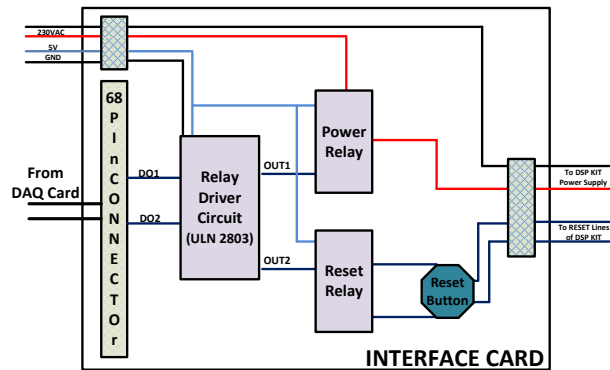 230VAC
5V
GND
68
P
I
n
C
O
N
N
E
C
T
O
r
From
DAQ Card
DO1
DO2
Relay
Driver
Circuit
(ULN 2803)
OUT1
OUT2
Power
Relay
Reset
Relay
Reset
Button
To DSP KIT
Power Supply
To RESET Lines
of DSP KIT
INTERFACE CARD